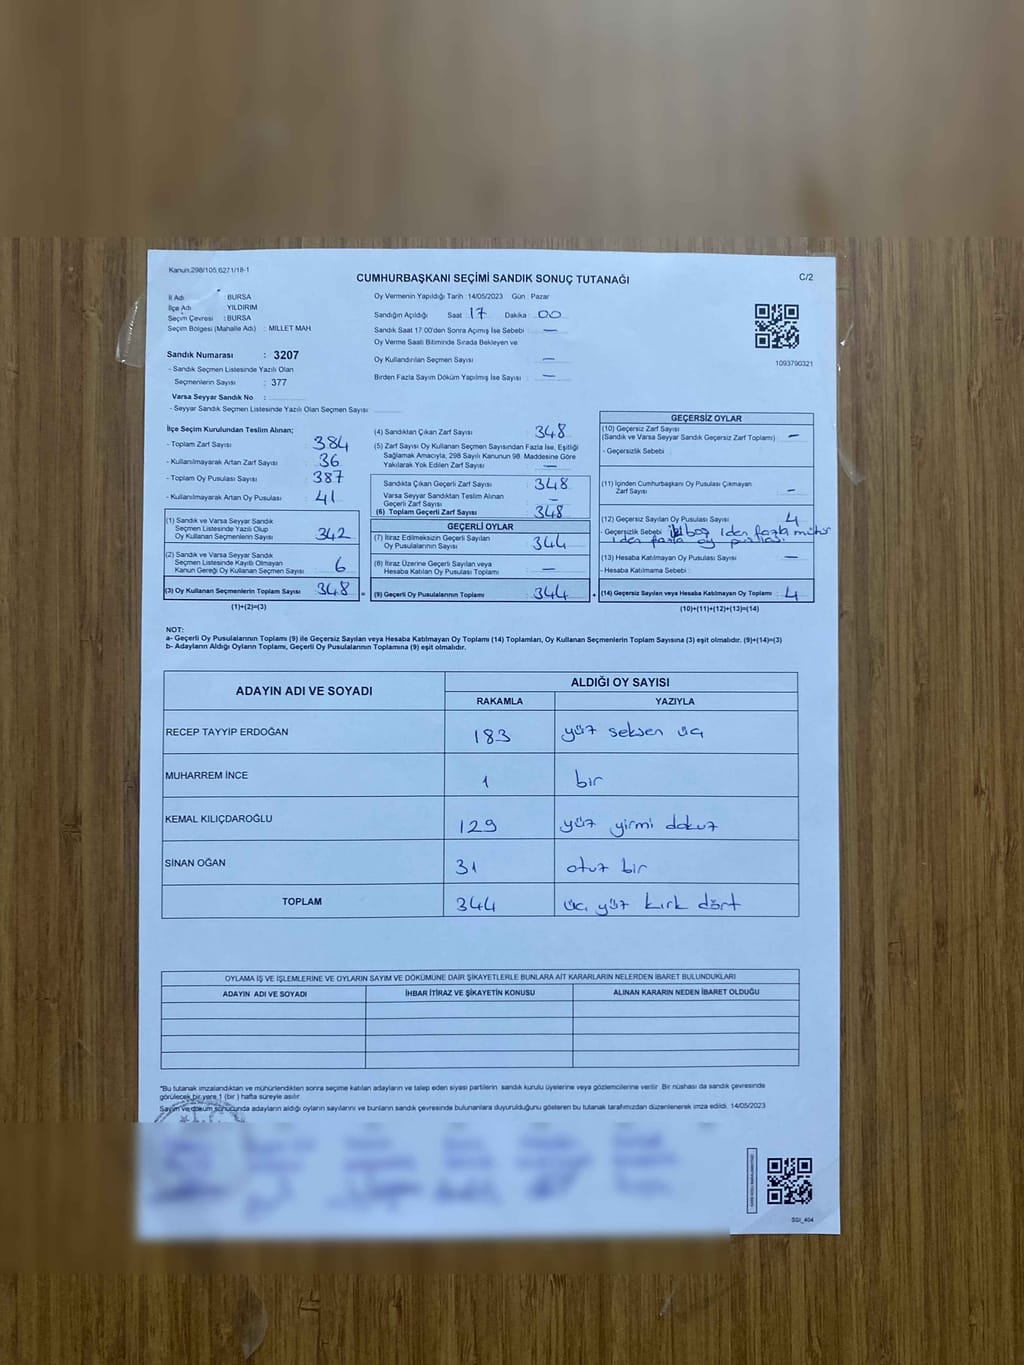 Kanun.298/105,6271/18-1
CUMHURBAŞKANI SEÇİMİ SANDIK SONUÇ TUTANAĞI
C/2
İl Adı : BURSA
İlçe Adı : YILDIRIM
Seçim Çevresi : BURSA
Seçim Bölgesi (Mahalle Adı) : MILLET MAH.
Oy Vermenin Yapıldığı Tarih: 14/05/2023 Gün : Pazar
Sandığın Açıldığı Saat : 17 Dakika : 00
Sandık Saat 17:00'den Sonra Açımış İse Sebebi : —
Oy Verme Saati Bitiminde Sırada Bekleyen ve
Oy Kullandırılan Seçmen Sayısı : —
Birden Fazla Sayım Döküm Yapılmış İse Sayısı : —
1093790321
Sandık Numarası : 3207
- Sandık Seçmen Listesinde Yazılı Olan
Seçmenlerin Sayısı : 377
Varsa Seyyar Sandık No :
- Seyyar Sandık Seçmen Listesinde Yazılı Olan Seçmen Sayısı:
İlçe Seçim Kurulundan Teslim Alınan;
- Toplam Zarf Sayısı : 384
- Kullanılmayarak Artan Zarf Sayısı : 36
- Toplam Oy Pusulası Sayısı : 387
- Kullanılmayarak Artan Oy Pusulası : 41
(1) Sandık ve Varsa Seyyar Sandık
Seçmen Listesinde Yazılı Olup
Oy Kullanan Seçmenlerin Sayısı : 342
(2) Sandık ve Varsa Seyyar Sandık
Seçmen Listesinde Kayıtlı Olmayan
Kanun Gereği Oy Kullanan Seçmen Sayısı : 6
(3) Oy Kullanan Seçmenlerin Toplam Sayısı : 348 =
(1)+(2)=(3)
(4) Sandıktan Çıkan Zarf Sayısı : 348
(5) Zarf Sayısı Oy Kullanan Seçmen Sayısından Fazla İse, Eşitliği
Sağlamak Amacıyla; 298 Sayılı Kanunun 98. Maddesine Göre
Yakılarak Yok Edilen Zarf Sayısı : —
Sandıkta Çıkan Geçerli Zarf Sayısı : 348
Varsa Seyyar Sandıktan Teslim Alınan
Geçerli Zarf Sayısı : —
(6) Toplam Geçerli Zarf Sayısı : 348
GEÇERLİ OYLAR
(7) İtiraz Edilmeksizin Geçerli Sayılan
Oy Pusulalarının Sayısı : 344
(8) İtiraz Üzerine Geçerli Sayılan veya
Hesaba Katılan Oy Pusulası Toplamı : —
(9) Geçerli Oy Pusulalarının Toplamı : 344 +
GEÇERSİZ OYLAR
(10) Geçersiz Zarf Sayısı
(Sandık ve Varsa Seyyar Sandık Geçersiz Zarf Toplamı) : —
- Geçersizlik Sebebi :
(11) İçinden Cumhurbaşkanı Oy Pusulası Çıkmayan
Zarf Sayısı : —
(12) Geçersiz Sayılan Oy Pusulası Sayısı : 4
- Geçersizlik Sebebi : boş 1den fazla mühür
1den fazla oy pusulası
(13) Hesaba Katılmayan Oy Pusulası Sayısı : —
- Hesaba Katılmama Sebebi :
(14) Geçersiz Sayılan veya Hesaba Katılmayan Oy Toplamı : 4
(10)+(11)+(12)+(13)=(14)
NOT:
a- Geçerli Oy Pusulalarının Toplamı (9) ile Geçersiz Sayılan veya Hesaba Katılmayan Oy Toplamı (14) Toplamları, Oy Kullanan Seçmenlerin Toplam Sayısına (3) eşit olmalıdır. (9)+(14)=(3)
b- Adayların Aldığı Oyların Toplamı, Geçerli Oy Pusulalarının Toplamına (9) eşit olmalıdır.
ADAYIN ADI VE SOYADI
ALDIĞI OY SAYISI
RAKAMLA YAZIYLA
RECEP TAYYİP ERDOĞAN 183 yüz seksen üç
MUHARREM İNCE 1 bir
KEMAL KILIÇDAROĞLU 129 yüz yirmi dokuz
SİNAN OĞAN 31 otuz bir
TOPLAM 344 üç yüz kırk dört
OYLAMA İŞ VE İŞLEMLERİNE VE OYLARIN SAYIM VE DÖKÜMÜNE DAİR ŞİKAYETLERLE BUNLARA AİT KARARLARIN NELERDEN İBARET BULUNDUKLARI
ADAYIN ADI VE SOYADI İHBAR İTİRAZ VE ŞİKAYETİN KONUSU ALINAN KARARIN NEDEN İBARET OLDUĞU
*Bu tutanak imzalandıktan ve mühürlendikten sonra seçime katılan adayların ve talep eden siyasi partilerin sandık kurulu üyelerine veya gözlemcilerine verilir. Bir nüshası da sandık çevresinde
görülecek bir yere 1 (bir) hafta süreyle asılır.
Sayım ve döküm sonucunda adayların aldığı oyların sayılarını ve bunların sandık çevresinde bulunanlara duyurulduğunu gösteren bu tutanak tarafımızdan düzenlenerek imza edildi. 14/05/2023
SSI_404